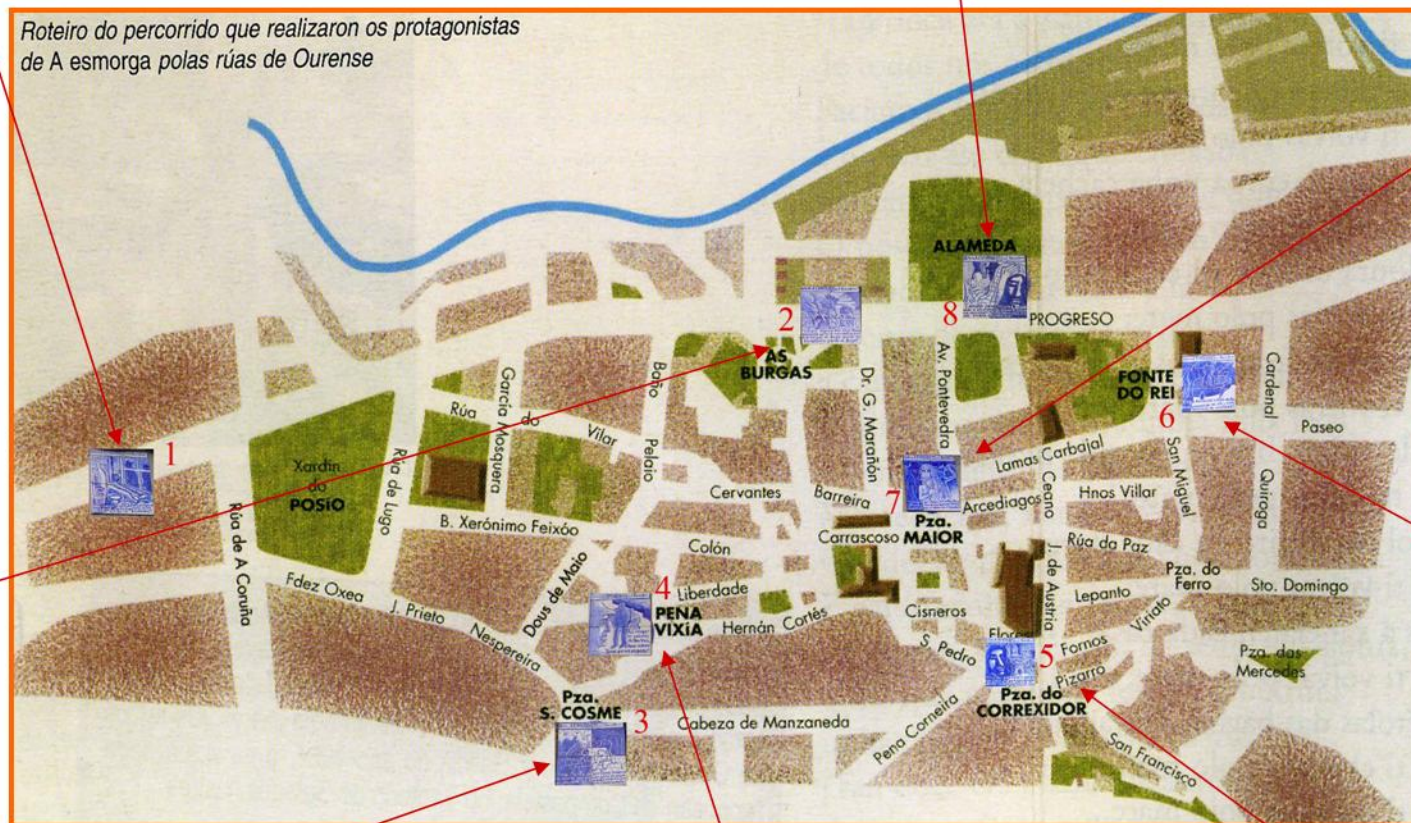 Roteiro do percorrido que realizaron os protagonistas
de A esmorga polas rúas de Ourense
ALAMEDA
8
PROGRESO
2
AS
BURGAS
Baño
Pelaio
Dr. G. Marañón
Av. Pontevedra
FONTE
DO REI
6
Cardenal
Quiroga
Paseo
García Mosquera
Rúa do Vilar
1
Xardín
do
POSÍO
Rúa de Lugo
Rúa de A Coruña
Cervantes
Barreira
7
Pza.
MAIOR
Lamas Carbajal
Arcediagos
Ceano
Hnos Villar
San Miguel
B. Xerónimo Feixóo
Colón
Carrascoso
Rúa da Paz
J. de Austria
Pza. do
Ferro
Fdez Oxea
J. Prieto
Nespereira
Dous de Maio
4
PENA
VIXÍA
Liberdade
Hernán Cortés
Cisneros
Lepanto
Viriato
Sto. Domingo
S. Pedro
Flores
5
Fornos
Pizarro
Pza. das
Mercedes
Pza. do
CORREXIDOR
Pza.
S. COSME
3
Cabeza de Manzaneda
Pena Corneira
San Francisco